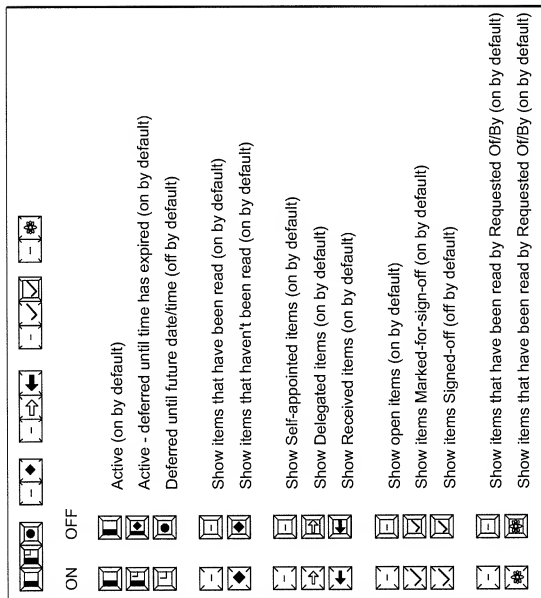 ON OFF
Active (on by default)
Active - deferred until time has expired (on by default)
Deferred until future date/time (off by default)
Show items that have been read (on by default)
Show items that haven't been read (on by default)
Show Self-appointed items (on by default)
Show Delegated items (on by default)
Show Received items (on by default)
Show open items (on by default)
Show items Marked-for-sign-off (on by default)
Show items Signed-off (off by default)
Show items that have been read by Requested Of/By (on by default)
Show items that have been read by Requested Of/By (on by default)